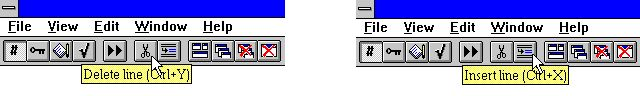 File View Edit Window Help
#
Delete line (Ctrl+Y)
File View Edit Window Help
#
Insert line (Ctrl+X)